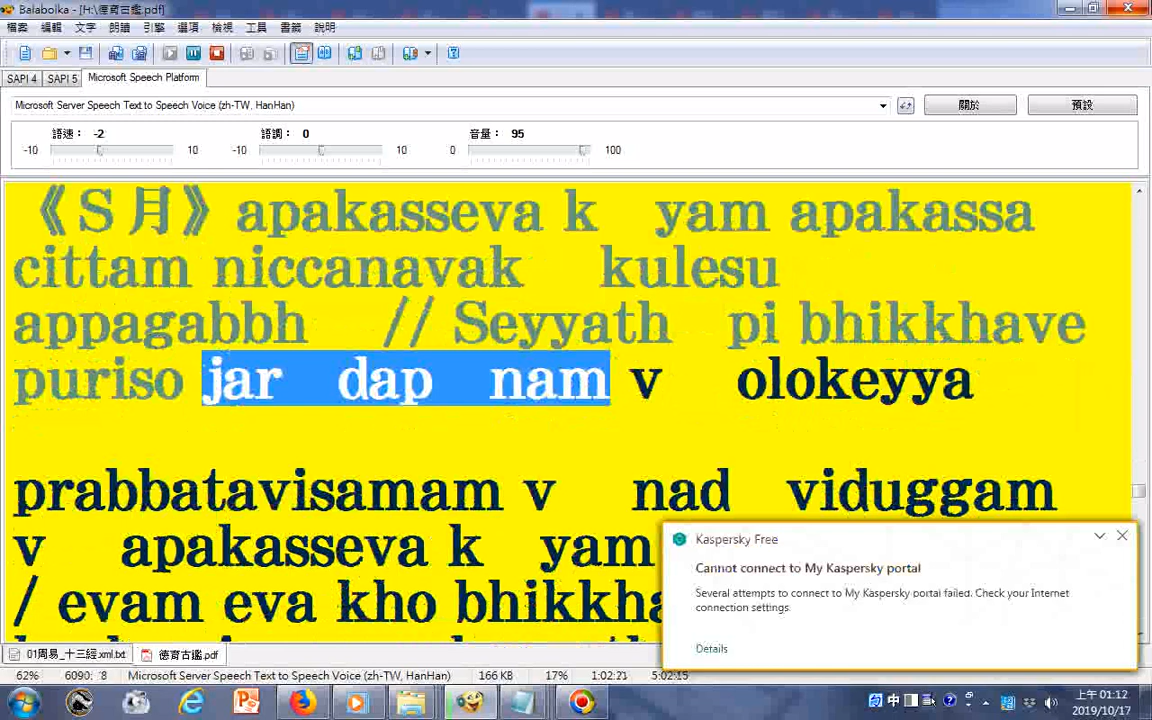 Balabolka - [H:\德育古鑑.pdf]
檔案 編輯 文字 朗讀 引擎 選項 檢視 工具 書籤 說明
SAPI 4 SAPI 5 Microsoft Speech Platform
Microsoft Server Speech Text to Speech Voice (zh-TW, HanHan) 關於 預設
語速： -2 語調： 0 音量： 95
-10 10 -10 10 0 100
《S月》apakasseva k yam apakassa
cittam niccanavak kulesu
appagabbh // Seyyath pi bhikkhave
puriso jar dap nam v olokeyya
prabbatavisamam v nad viduggam
v apakasseva k yam
/ evam eva kho bhikkha
Kaspersky Free
Cannot connect to My Kaspersky portal
Several attempts to connect to My Kaspersky portal failed. Check your Internet
connection settings.
Details
01周易_十三經.xml.txt 德育古鑑.pdf
62% Microsoft Server Speech Text to Speech Voice (zh-TW, HanHan) 166 KB 17% 1:02:21 5:02:15
中 上午 01:12
2019/10/17